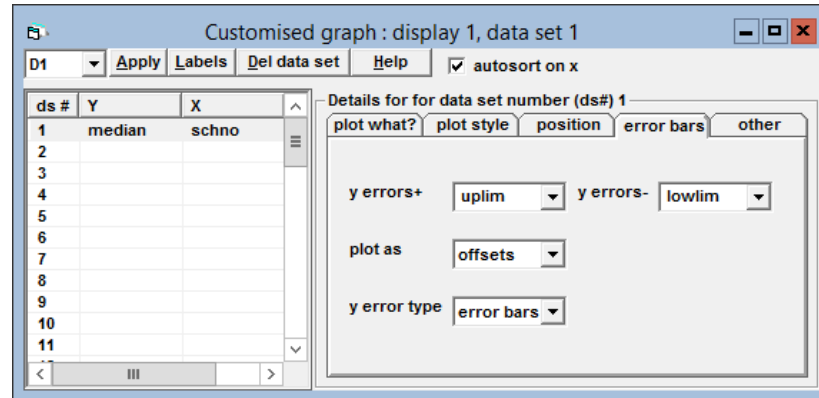 Customised graph : display 1, data set 1
D1 Apply Labels Del data set Help autosort on x
ds # Y X
1 median schno
2
3
4
5
6
7
8
9
10
11
Details for for data set number (ds#) 1
plot what? plot style position error bars other
y errors+ uplim y errors- lowlim
plot as offsets
y error type error bars